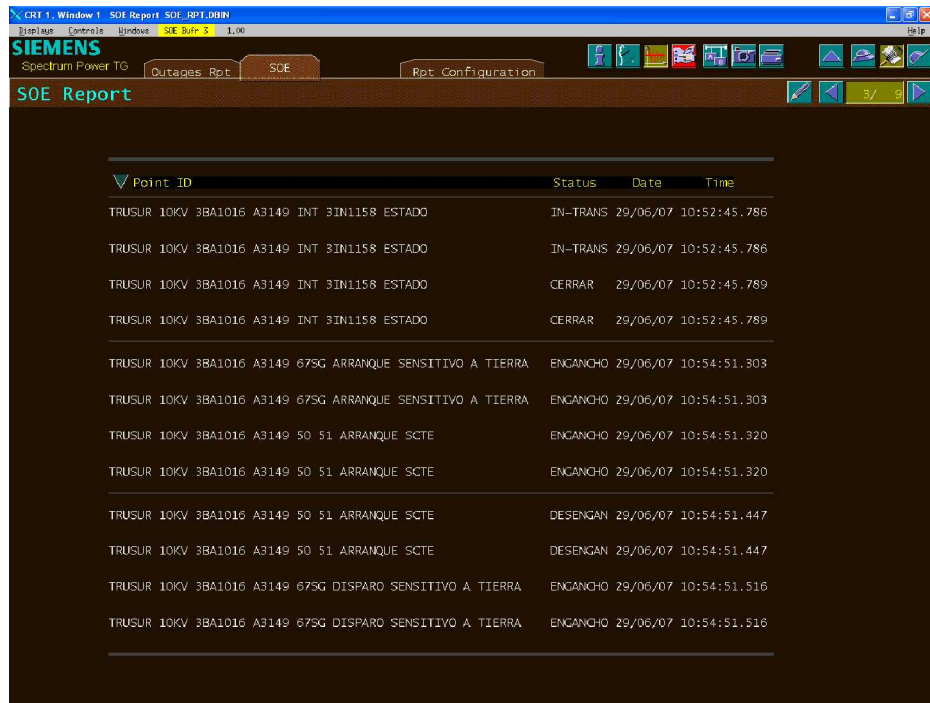 CRT 1, Window 1 SOE Report SOE_RPT.DBIN
Displays Controls Windows SOE Bufr 3 1.00 Help
SIEMENS
Spectrum Power TG Outages Rpt SOE Rpt Configuration
SOE Report 3/ 9
Point ID Status Date Time
TRUSUR 10KV 3BA1016 A3149 INT 3IN1158 ESTADO IN-TRANS 29/06/07 10:52:45.786
TRUSUR 10KV 3BA1016 A3149 INT 3IN1158 ESTADO IN-TRANS 29/06/07 10:52:45.786
TRUSUR 10KV 3BA1016 A3149 INT 3IN1158 ESTADO CERRAR 29/06/07 10:52:45.789
TRUSUR 10KV 3BA1016 A3149 INT 3IN1158 ESTADO CERRAR 29/06/07 10:52:45.789
TRUSUR 10KV 3BA1016 A3149 67SG ARRANQUE SENSITIVO A TIERRA ENGANCHO 29/06/07 10:54:51.303
TRUSUR 10KV 3BA1016 A3149 67SG ARRANQUE SENSITIVO A TIERRA ENGANCHO 29/06/07 10:54:51.303
TRUSUR 10KV 3BA1016 A3149 50 51 ARRANQUE SCTE ENGANCHO 29/06/07 10:54:51.320
TRUSUR 10KV 3BA1016 A3149 50 51 ARRANQUE SCTE ENGANCHO 29/06/07 10:54:51.320
TRUSUR 10KV 3BA1016 A3149 50 51 ARRANQUE SCTE DESENGAN 29/06/07 10:54:51.447
TRUSUR 10KV 3BA1016 A3149 50 51 ARRANQUE SCTE DESENGAN 29/06/07 10:54:51.447
TRUSUR 10KV 3BA1016 A3149 67SG DISPARO SENSITIVO A TIERRA ENGANCHO 29/06/07 10:54:51.516
TRUSUR 10KV 3BA1016 A3149 67SG DISPARO SENSITIVO A TIERRA ENGANCHO 29/06/07 10:54:51.516